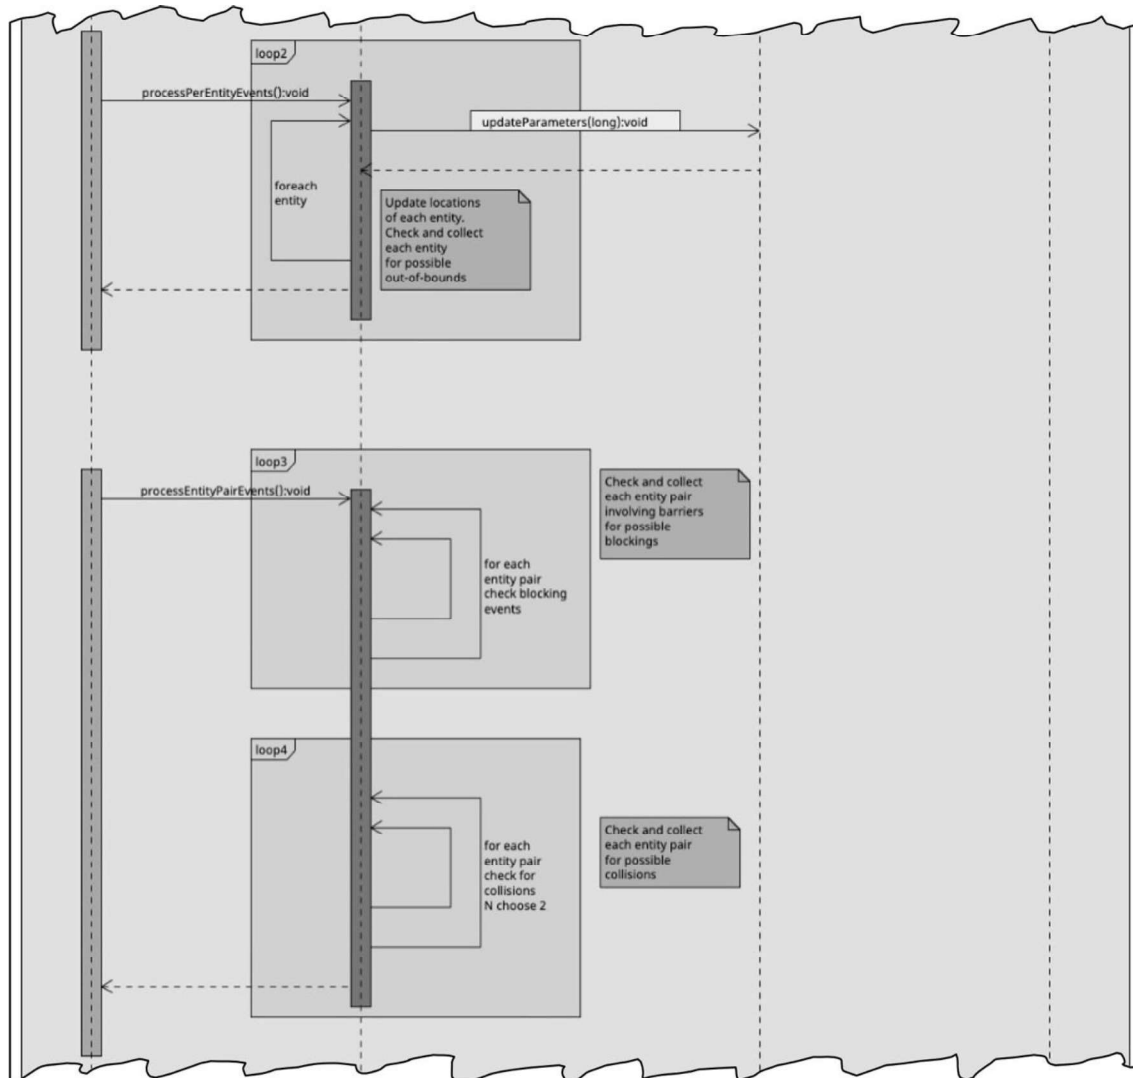 loop2
processPerEntityEvents():void
updateParameters(long):void
foreach
entity
Update locations
of each entity.
Check and collect
each entity
for possible
out-of-bounds
loop3
processEntityPairEvents():void
Check and collect
each entity pair
involving barriers
for possible
blockings
for each
entity pair
check blocking
events
loop4
for each
entity pair
check for
collisions
N choose 2
Check and collect
each entity pair
for possible
collisions